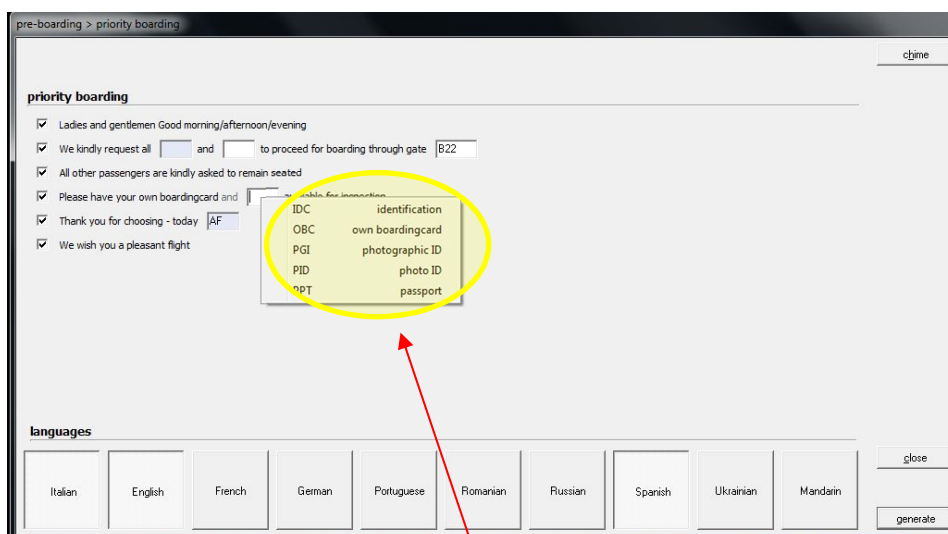 pre-boarding > priority boarding
chime
priority boarding
Ladies and gentlemen Good morning/afternoon/evening
We kindly request all and to proceed for boarding through gate B22
All other passengers are kindly asked to remain seated
Please have your own boardingcard and available for inspection
IDC identification
OBC own boardingcard
PGI photographic ID
PID photo ID
PPT passport
Thank you for choosing - today AF
We wish you a pleasant flight
languages
close
Italian English French German Portuguese Romanian Russian Spanish Ukrainian Mandarin
generate